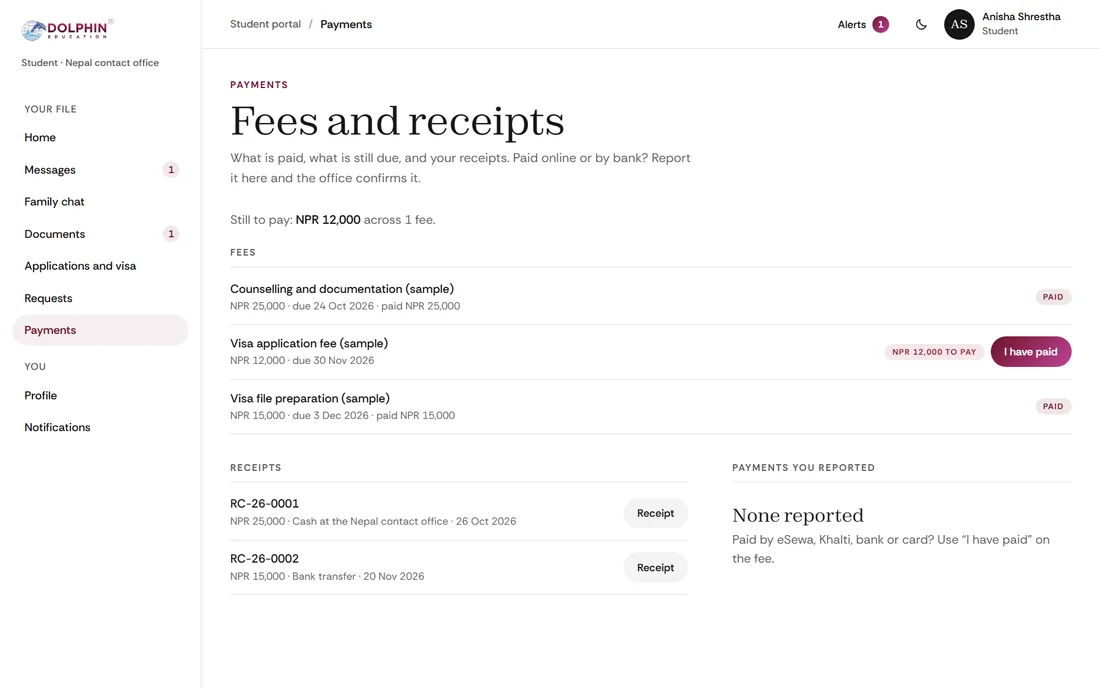 DOLPHIN
EDUCATION
Student · Nepal contact office
YOUR FILE
Home
Messages 1
Family chat
Documents 1
Applications and visa
Requests
Payments
YOU
Profile
Notifications
Student portal / Payments
Alerts 1
AS
Anisha Shrestha
Student
PAYMENTS
Fees and receipts
What is paid, what is still due, and your receipts. Paid online or by bank? Report
it here and the office confirms it.
Still to pay: NPR 12,000 across 1 fee.
FEES
Counselling and documentation (sample)
NPR 25,000 · due 24 Oct 2026 · paid NPR 25,000
PAID
Visa application fee (sample)
NPR 12,000 · due 30 Nov 2026
NPR 12,000 TO PAY
I have paid
Visa file preparation (sample)
NPR 15,000 · due 3 Dec 2026 · paid NPR 15,000
PAID
RECEIPTS
RC-26-0001
NPR 25,000 · Cash at the Nepal contact office · 26 Oct 2026
Receipt
RC-26-0002
NPR 15,000 · Bank transfer · 20 Nov 2026
Receipt
PAYMENTS YOU REPORTED
None reported
Paid by eSewa, Khalti, bank or card? Use “I have paid” on
the fee.